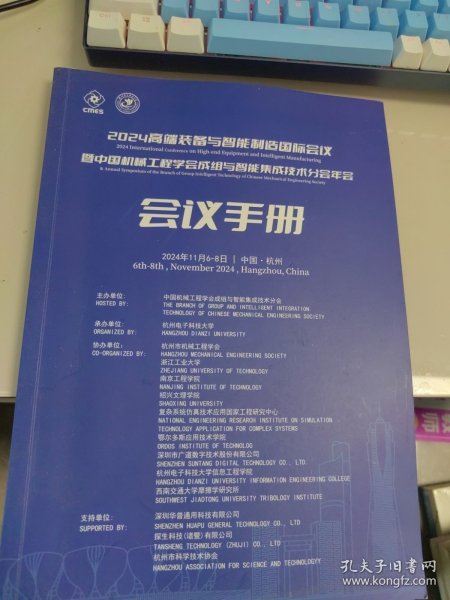 CMES
2024高端装备与智能制造国际会议
2024 International Conference on High-end Equipment and Intelligent Manufacturing
暨中国机械工程学会成组与智能集成技术分会年会
& Annual Symposium of the Branch of Group Intelligent Technology of Chinese Mechanical Engineering Society
会议手册
2024年11月6-8日 | 中国·杭州
6th-8th , November 2024 , Hangzhou, China
主办单位: 中国机械工程学会成组与智能集成技术分会
HOSTED BY: THE BRANCH OF GROUP AND INTELLIGENT INTEGRATION
TECHNOLOGY OF CHINESE MECHANICAL ENGINEERING SOCIETY
承办单位: 杭州电子科技大学
ORGANIZED BY: HANGZHOU DIANZI UNIVERSITY
协办单位: 杭州市机械工程学会
CO-ORGANIZED BY: HANGZHOU MECHANICAL ENGINEERING SOCIETY
浙江工业大学
ZHEJIANG UNIVERSITY OF TECHNOLOGY
南京工程学院
NANJING INSTITUTE OF TECHNOLOGY
绍兴文理学院
SHAOXING UNIVERSITY
复杂系统仿真技术应用国家工程研究中心
NATIONAL ENGINEERING RESEARCH INSTITUTE ON SIMULATION
TECHNOLOGY APPLICATION FOR COMPLEX SYSTEMS
鄂尔多斯应用技术学院
ORDOS INSTITUTE OF TECHNOLOG
深圳市广道数字技术股份有限公司
SHENZHEN SUNTANG DIGITAL TECHNOLOGY CO., LTD.
杭州电子科技大学信息工程学院
HANGZHOU DIANZI UNIVERSITY INFORMATION ENGINEERING COLLEGE
西南交通大学摩擦学研究所
SOUTHWEST JIAOTONG UNIVERSITY TRIBOLOGY INSTITUTE
支持单位: 深圳华普通用科技有限公司
SUPPORTED BY: SHENZHEN HUAPU GENERAL TECHNOLOGY CO., LTD
探生科技(诸暨)有限公司
TANSHENG TECHNOLOGY (ZHUJI) CO., LTD
杭州市科学技术协会
HANGZHOU ASSOCIATION FOR SCIENCE AND TECHNOLOGYY
孔夫子旧书网
www.kongfz.com